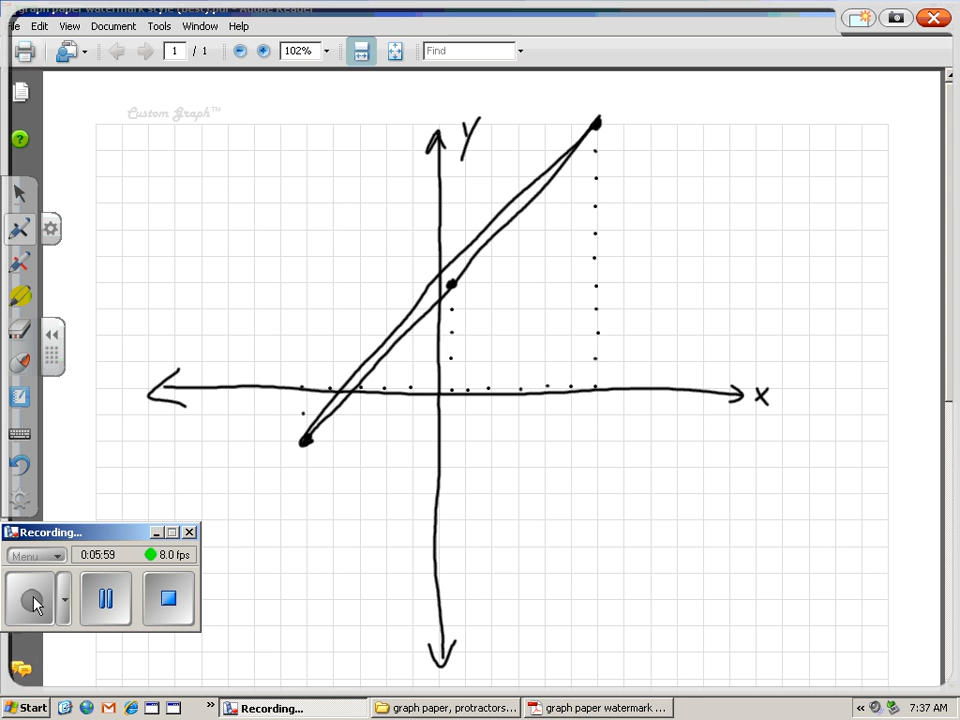 graph paper watermark style (best).pdf - Adobe Reader
File Edit View Document Tools Window Help
1 / 1 102% Find
Custom Graph™
y
x
Recording...
Menu 0:05:59 8.0 fps
Start » Recording... graph paper, protractors... graph paper watermark ... « 7:37 AM